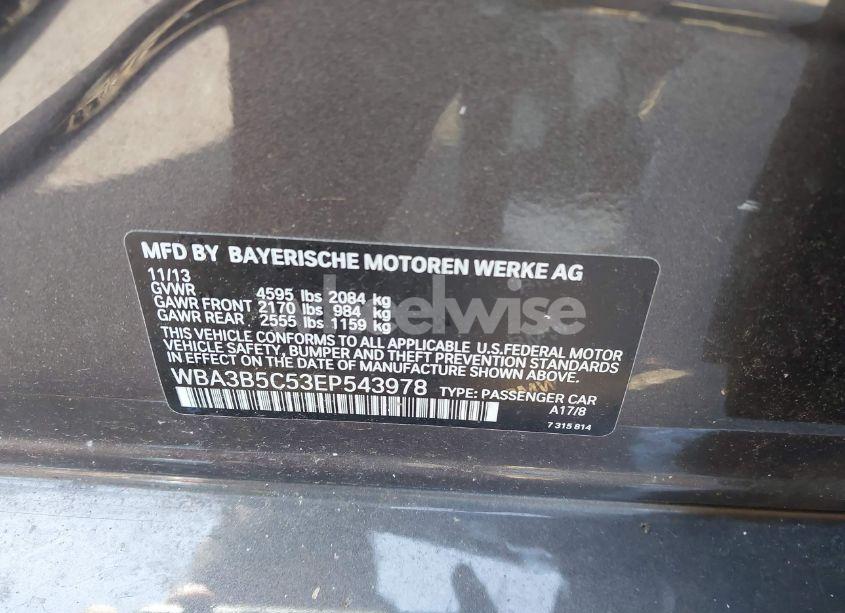 MFD BY BAYERISCHE MOTOREN WERKE AG
11/13
GVWR 4595 lbs 2084 kg
GAWR FRONT 2170 lbs 984 kg
GAWR REAR 2555 lbs 1159 kg
THIS VEHICLE CONFORMS TO ALL APPLICABLE U.S.FEDERAL MOTOR
VEHICLE SAFETY, BUMPER AND THEFT PREVENTION STANDARDS
IN EFFECT ON THE DATE OF MANUFACTURE SHOWN ABOVE.
WBA3B5C53EP543978 TYPE: PASSENGER CAR
A17/8
7 315 814
wheelwise